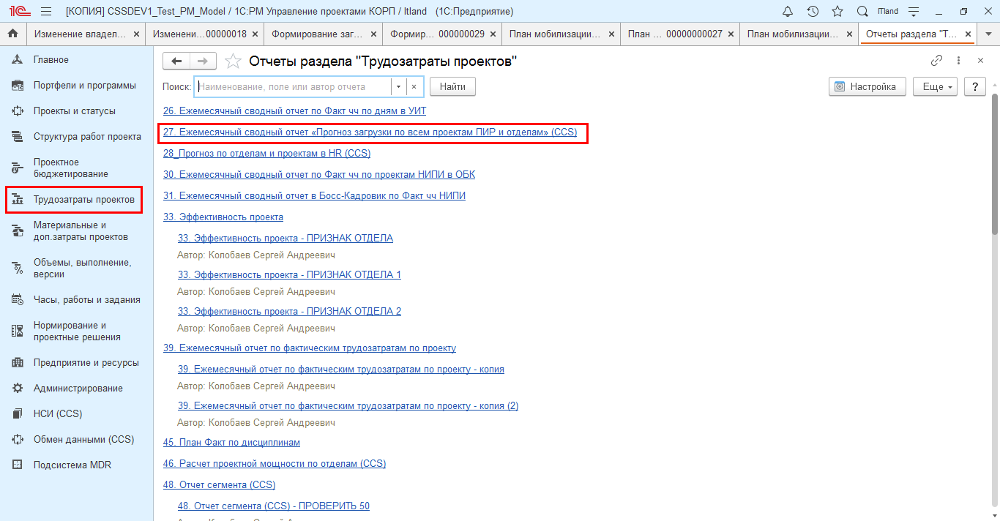 [КОПИЯ] CSSDEV1_Test_PM_Model / 1С:PM Управление проектами КОРП / Itland (1С:Предприятие)
ITland
Изменение владел...
Изменени...00000018
Формирование заг...
Формир... 000000029
План мобилизации...
План ... 00000000027
План мобилизации...
Отчеты раздела "Т...
Главное
Портфели и программы
Проекты и статусы
Структура работ проекта
Проектное
бюджетирование
Трудозатраты проектов
Материальные и
доп.затраты проектов
Объемы, выполнение,
версии
Часы, работы и задания
Нормирование и
проектные решения
Предприятие и ресурсы
Администрирование
НСИ (CCS)
Обмен данными (CCS)
Подсистема MDR
Отчеты раздела "Трудозатраты проектов"
Поиск: Наименование, поле или автор отчета Найти Настройка Еще ?
26. Ежемесячный сводный отчет по Факт чч по дням в УИТ
27. Ежемесячный сводный отчет «Прогноз загрузки по всем проектам ПИР и отделам» (CCS)
28_Прогноз по отделам и проектам в HR (CCS)
30. Ежемесячный сводный отчет по Факт чч по проектам НИПИ в ОБК
31. Ежемесячный сводный отчет в Босс-Кадровик по Факт чч НИПИ
33. Эффективность проекта
33. Эффективность проекта - ПРИЗНАК ОТДЕЛА
Автор: Колобаев Сергей Андреевич
33. Эффективность проекта - ПРИЗНАК ОТДЕЛА 1
Автор: Колобаев Сергей Андреевич
33. Эффективность проекта - ПРИЗНАК ОТДЕЛА 2
Автор: Колобаев Сергей Андреевич
39. Ежемесячный отчет по фактическим трудозатратам по проекту
39. Ежемесячный отчет по фактическим трудозатратам по проекту - копия
Автор: Колобаев Сергей Андреевич
39. Ежемесячный отчет по фактическим трудозатратам по проекту - копия (2)
Автор: Колобаев Сергей Андреевич
45. План Факт по дисциплинам
46. Расчет проектной мощности по отделам (CCS)
48. Отчет сегмента (CCS)
48. Отчет сегмента (CCS) - ПРОВЕРИТЬ 50